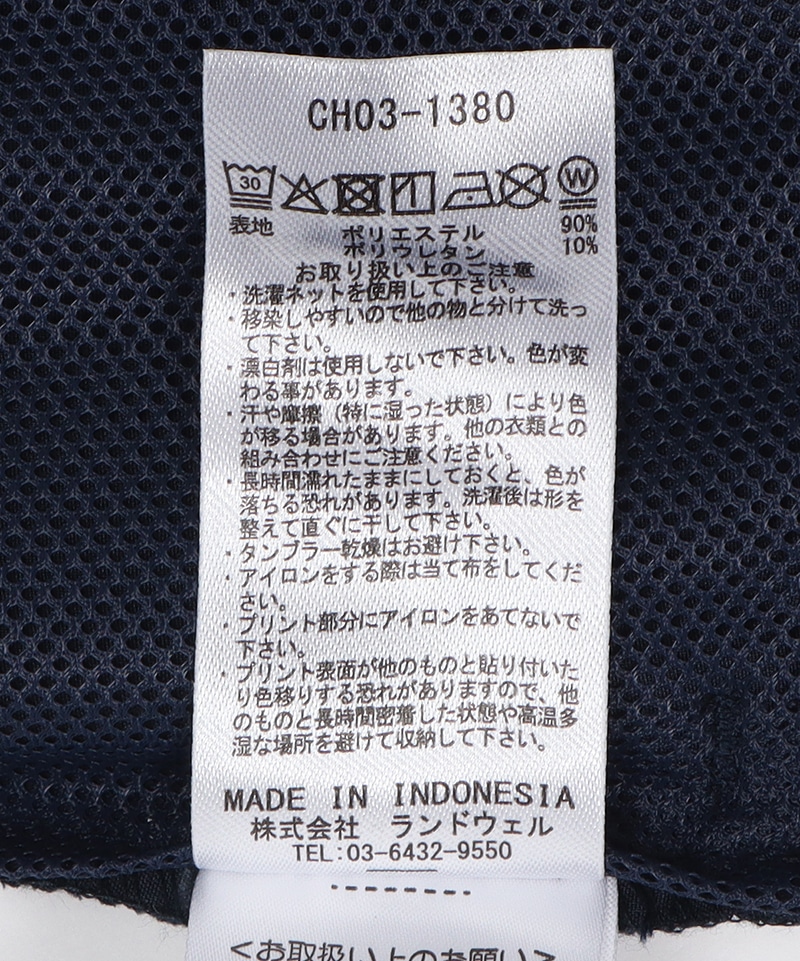 CH03-1380
30 W
表地 ポリエステル 90%
ポリウレタン 10%
お取り扱い上のご注意
・洗濯ネットを使用して下さい。
・移染しやすいので他の物と分けて洗っ
て下さい。
・漂白剤は使用しないで下さい。色が変
わる事があります。
・汗や摩擦（特に湿った状態）により色
が移る場合があります。他の衣類との
組み合わせにご注意ください。
・長時間濡れたままにしておくと、色が
落ちる恐れがあります。洗濯後は形を
整えて直ぐに干して下さい。
・タンブラー乾燥はお避け下さい。
・アイロンをする際は当て布をしてくだ
さい。
・プリント部分にアイロンをあてないで
下さい。
・プリント表面が他のものと貼り付いた
り色移りする恐れがありますので、他
のものと長時間密着した状態や高温多
湿な場所を避けて収納して下さい。
MADE IN INDONESIA
株式会社 ランドウェル
TEL:03-6432-9550
<お取扱い上のお願い>